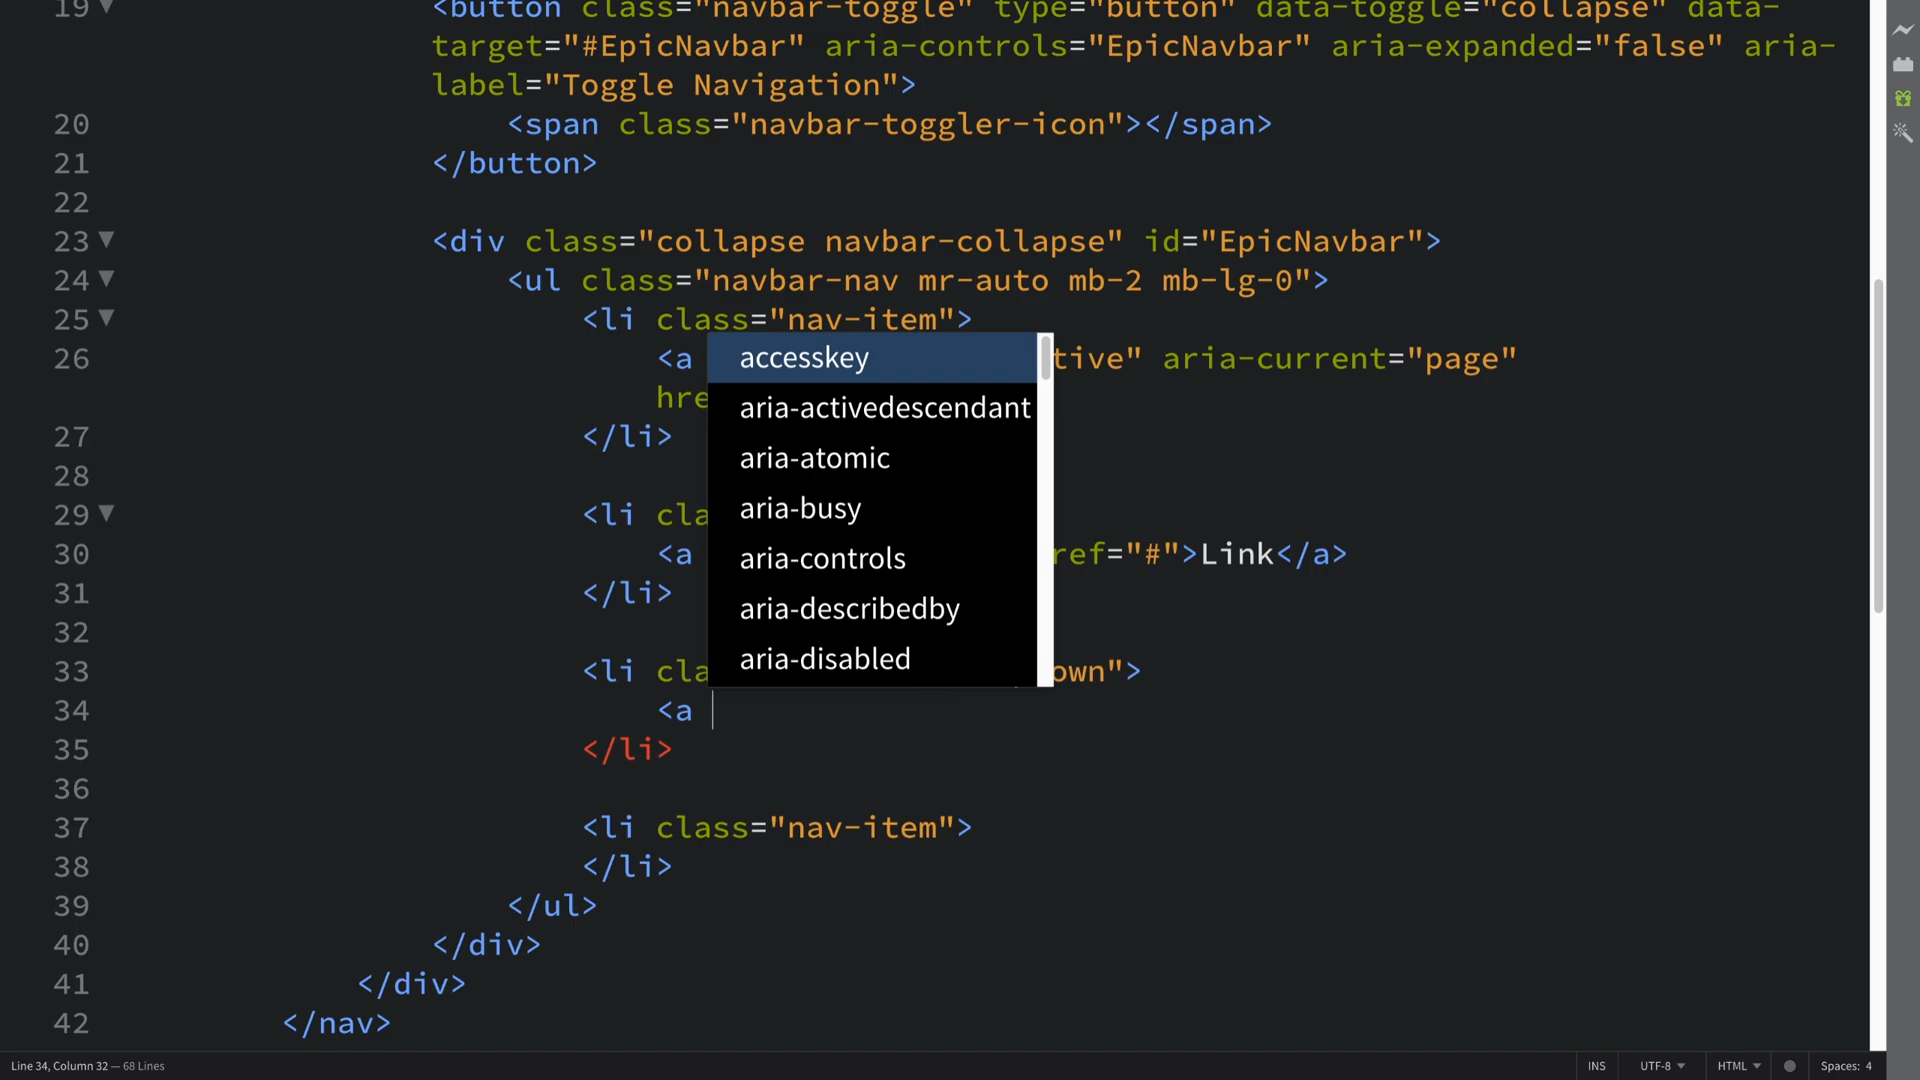 19 <button class="navbar-toggle" type="button" data-toggle="collapse" data-
target="#EpicNavbar" aria-controls="EpicNavbar" aria-expanded="false" aria-
label="Toggle Navigation">
20 <span class="navbar-toggler-icon"></span>
21 </button>
22
23 <div class="collapse navbar-collapse" id="EpicNavbar">
24 <ul class="navbar-nav mr-auto mb-2 mb-lg-0">
25 <li class="nav-item">
26 <a tive" aria-current="page"
hre
27 </li>
28
29 <li cla
30 <a ref="#">Link</a>
31 </li>
32
33 <li cla own">
34 <a
35 </li>
36
37 <li class="nav-item">
38 </li>
39 </ul>
40 </div>
41 </div>
42 </nav>
accesskey
aria-activedescendant
aria-atomic
aria-busy
aria-controls
aria-describedby
aria-disabled
Line 34, Column 32 — 68 Lines
INS UTF-8 HTML Spaces: 4